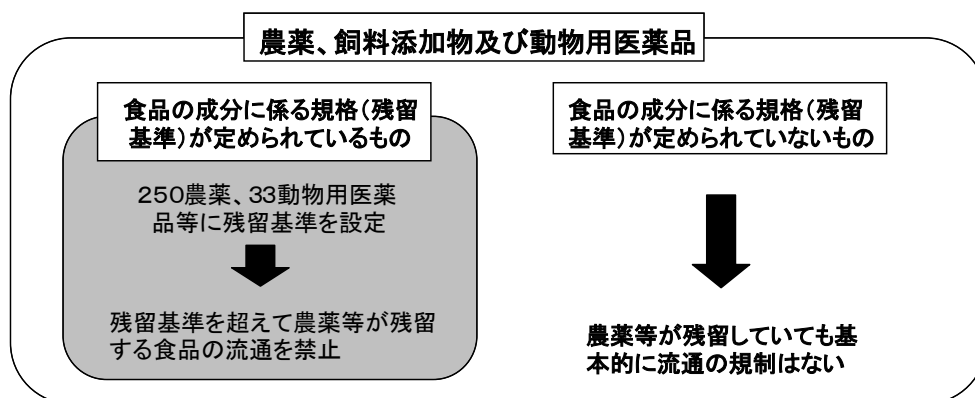 農薬、飼料添加物及び動物用医薬品
食品の成分に係る規格(残留
基準)が定められているもの
250農薬、33動物用医薬
品等に残留基準を設定
残留基準を超えて農薬等が残留
する食品の流通を禁止
食品の成分に係る規格(残留
基準)が定められていないもの
農薬等が残留していても基
本的に流通の規制はない